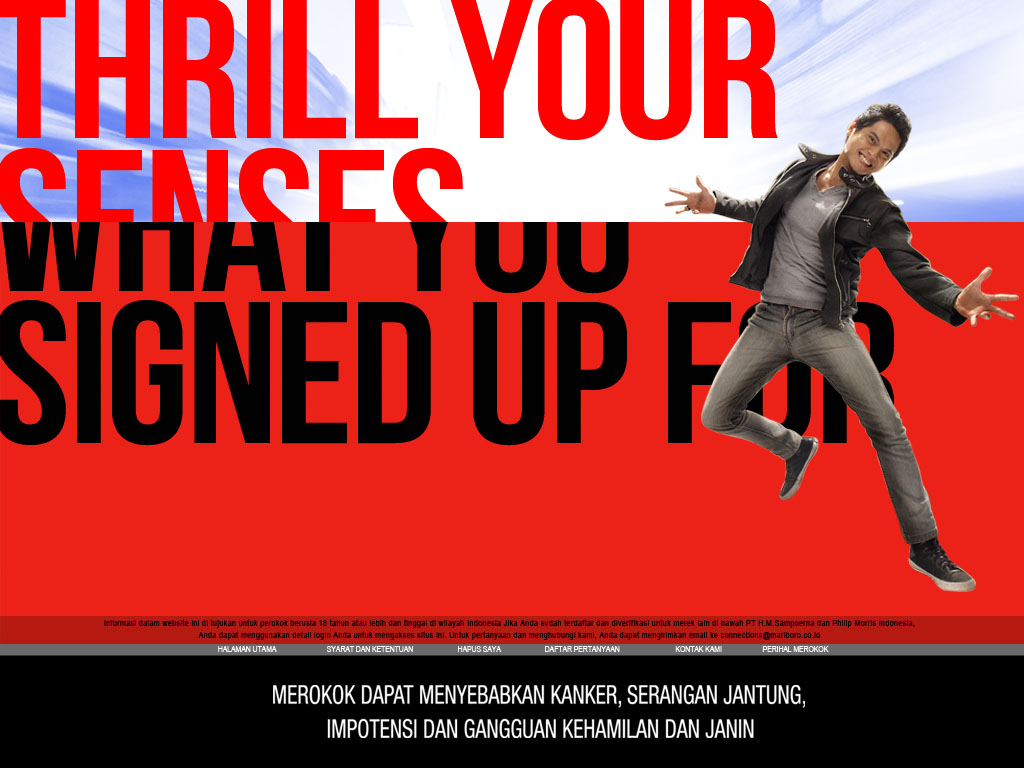 THRILL YOUR
SENSES
WHAT YOU
SIGNED UP FOR
Informasi dalam website ini di tujukan untuk perokok berusia 18 tahun atau lebih dan tinggal di wilayah Indonesia Jika Anda sudah terdaftar dan diverifikasi untuk merek lain di bawah PT H.M.Sampoerna dan Philip Morris Indonesia,
Anda dapat menggunakan detail login Anda untuk mengakses situs ini. Untuk pertanyaan dan menghubungi kami, Anda dapat mengirimkan email ke connections@marlboro.co.id
HALAMAN UTAMA SYARAT DAN KETENTUAN HAPUS SAYA DAFTAR PERTANYAAN KONTAK KAMI PERIHAL MEROKOK
MEROKOK DAPAT MENYEBABKAN KANKER, SERANGAN JANTUNG,
IMPOTENSI DAN GANGGUAN KEHAMILAN DAN JANIN